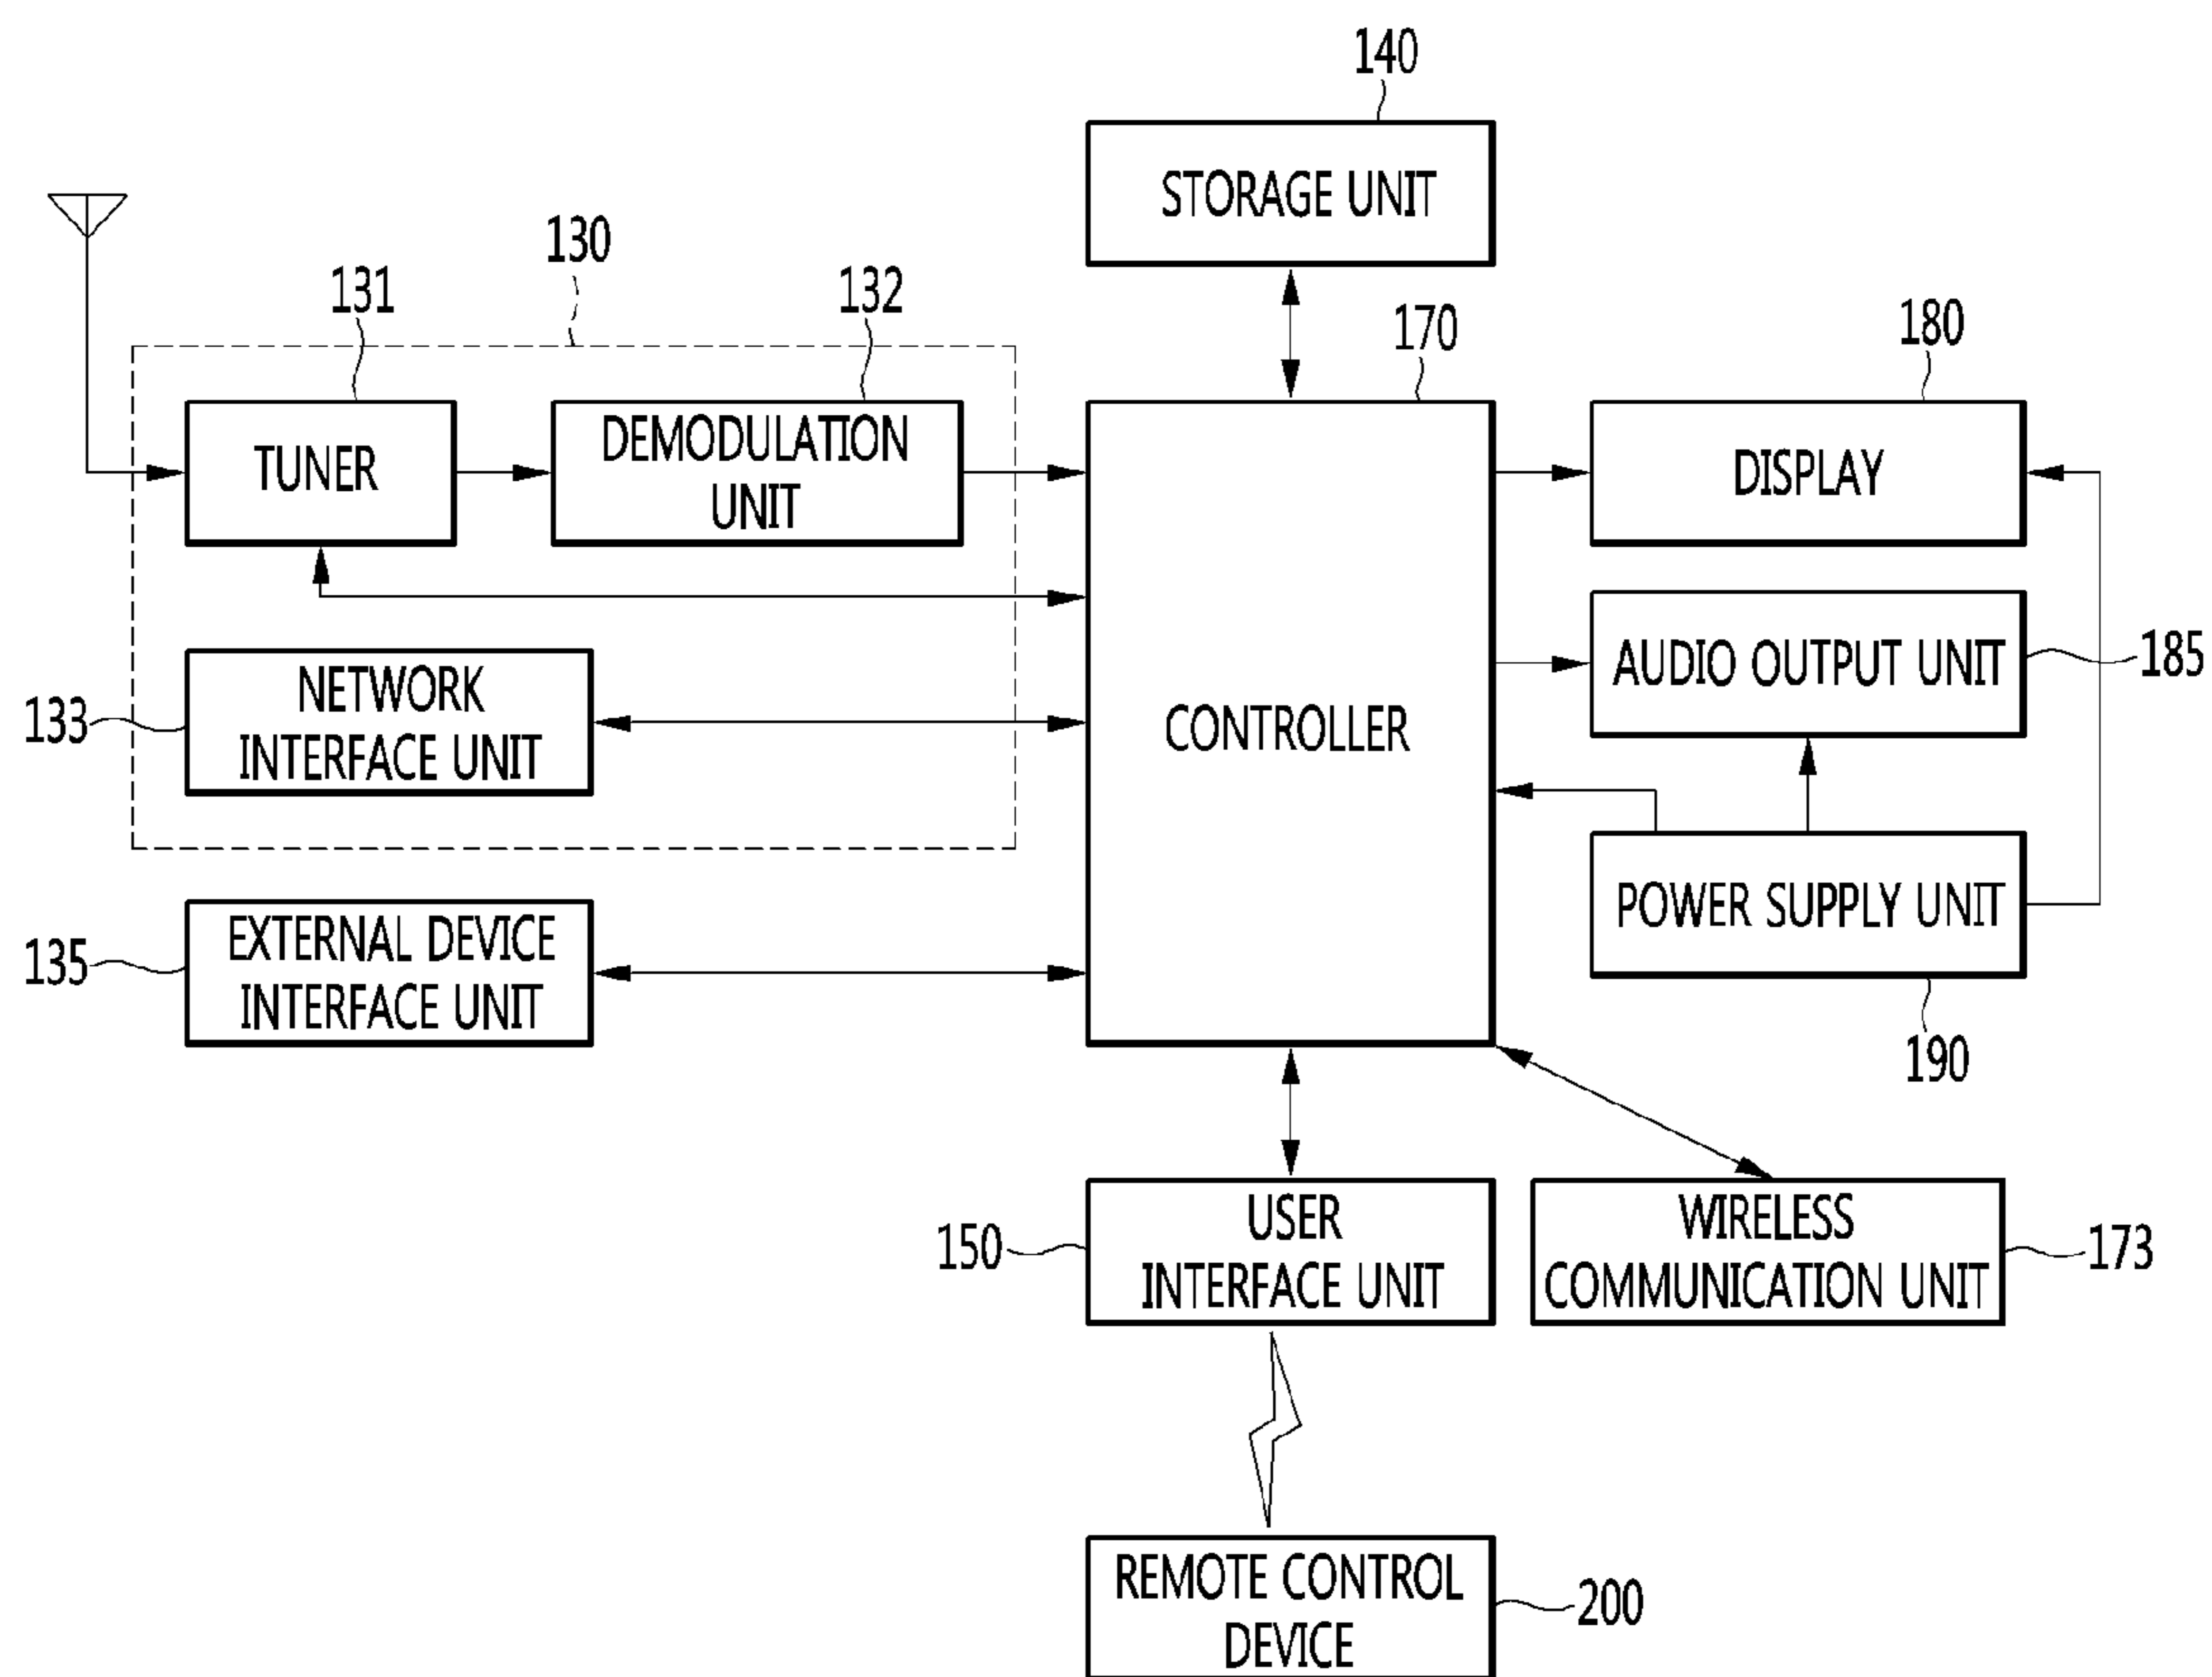 140
STORAGE UNIT
130
131
132
170
180
TUNER
DEMODULATION
UNIT
DISPLAY
NETWORK
INTERFACE UNIT
133
CONTROLLER
AUDIO OUTPUT UNIT
185
POWER SUPPLY UNIT
190
EXTERNAL DEVICE
INTERFACE UNIT
135
USER
INTERFACE UNIT
150
WIRELESS
COMMUNICATION UNIT
173
REMOTE CONTROL
DEVICE
200